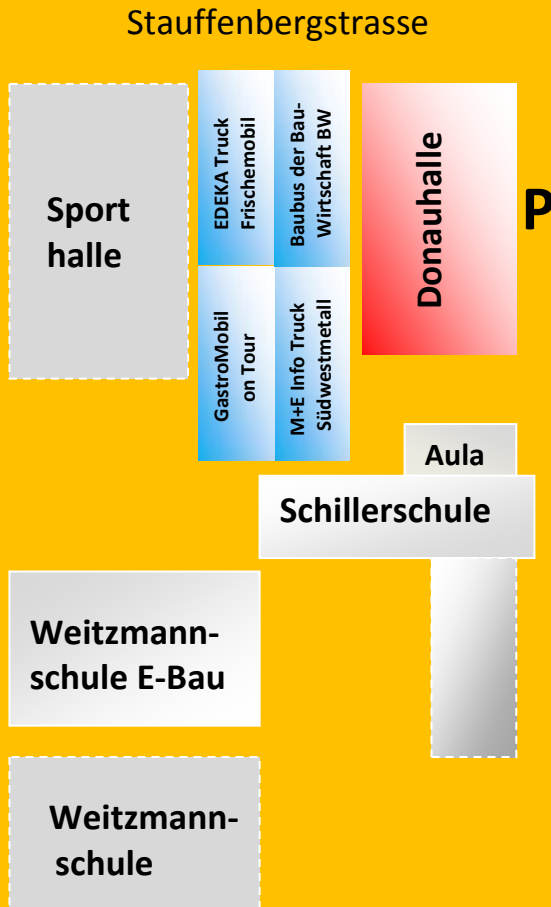 Stauffenbergstrasse
Sport
halle
EDEKA Truck
Frischemobil
Baubus der Bau-
Wirtschaft BW
Donauhalle
P
GastroMobil
on Tour
M+E Info Truck
Südwestmetall
Aula
Schillerschule
Weitzmann-
schule E-Bau
Weitzmann-
schule